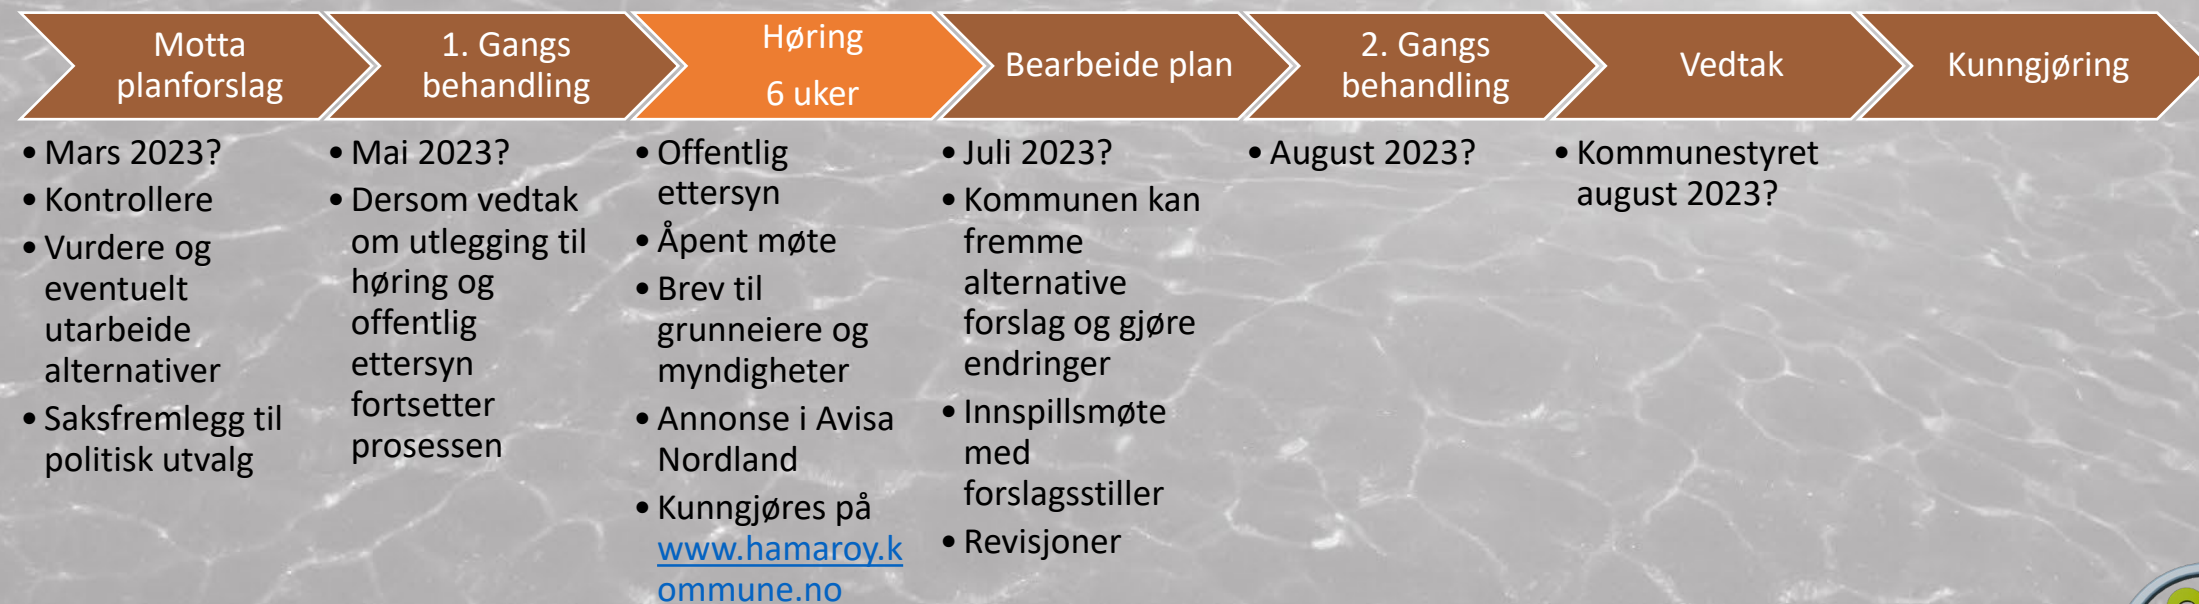 Motta
planforslag
1. Gangs
behandling
Høring
6 uker
Bearbeide plan
2. Gangs
behandling
Vedtak
Kunngjøring
• Mars 2023?
• Kontrollere
• Vurdere og
eventuelt
utarbeide
alternativer
• Saksfremlegg til
politisk utvalg
• Mai 2023?
• Dersom vedtak
om utlegging til
høring og
offentlig
ettersyn
fortsetter
prosessen
• Offentlig
ettersyn
• Åpent møte
• Brev til
grunneiere og
myndigheter
• Annonse i Avisa
Nordland
• Kunngjøres på
www.hamaroy.k
ommune.no
• Juli 2023?
• Kommunen kan
fremme
alternative
forslag og gjøre
endringer
• Innspillsmøte
med
forslagsstiller
• Revisjoner
• August 2023?
• Kommunestyret
august 2023?